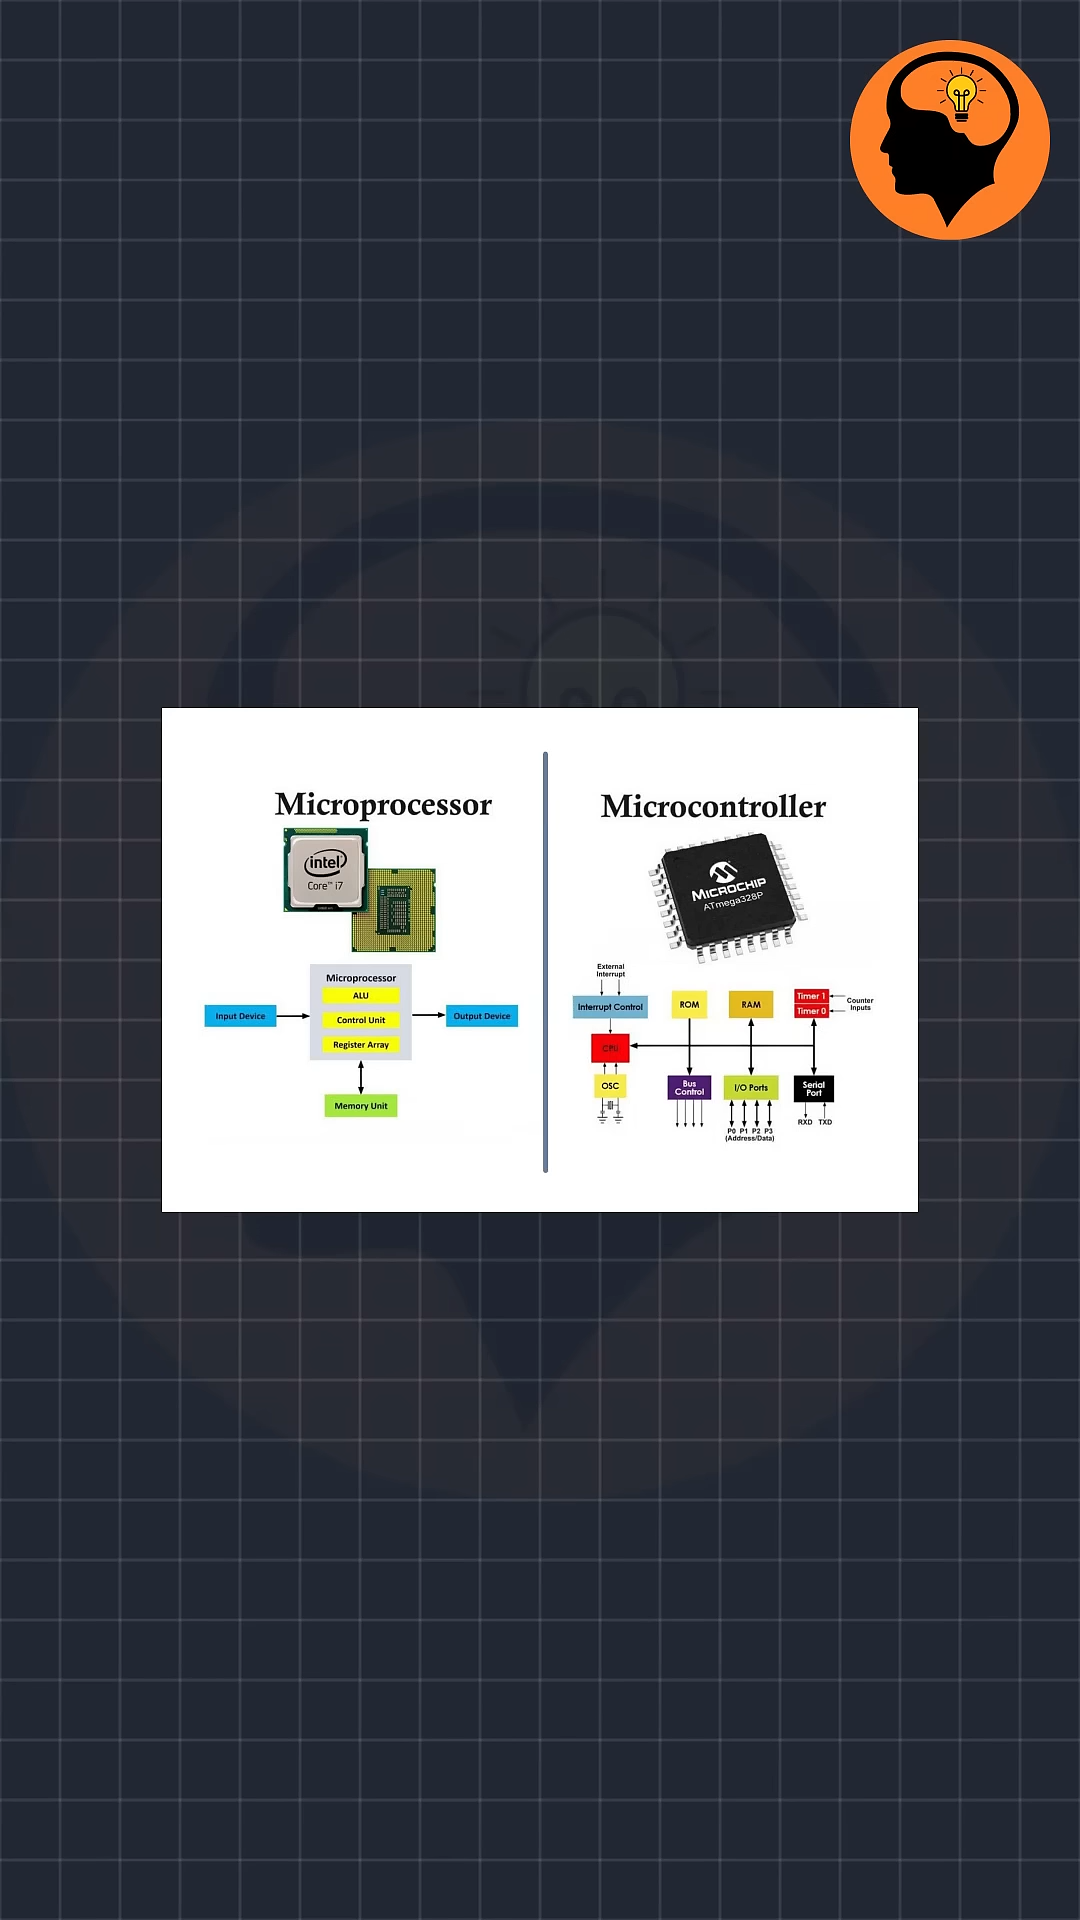 Microprocessor
intel
Core™ i7
Microprocessor
ALU
Control Unit
Register Array
Input Device
Output Device
Memory Unit
Microcontroller
MICROCHIP
ATmega328P
External
Interrupt
Interrupt Control
ROM
RAM
Timer 1
Timer 0
Counter
Inputs
CPU
OSC
Bus
Control
I/O Ports
Serial
Port
P0 P1 P2 P3
(Address/Data)
RXD TXD